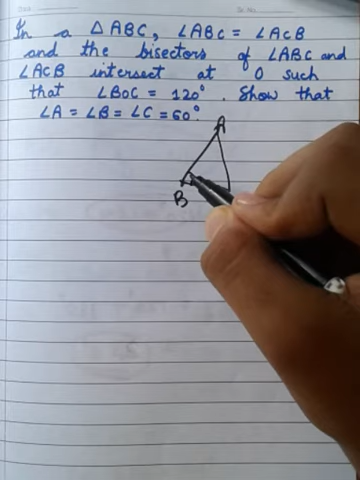 In a △ABC, ∠ABC = ∠ACB
and the bisectors of ∠ABC and
∠ACB intersect at O such
that ∠BOC = 120°. Show that
∠A = ∠B = ∠C = 60°
A
B